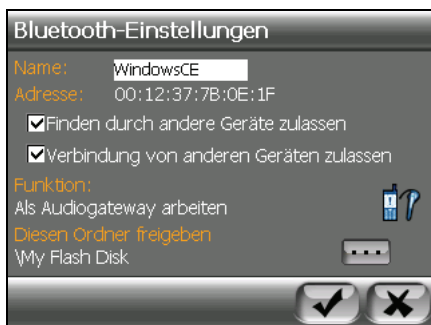 Bluetooth-Einstellungen
Name: WindowsCE
Adresse: 00:12:37:7B:0E:1F
Finden durch andere Geräte zulassen
Verbindung von anderen Geräten zulassen
Funktion:
Als Audiogateway arbeiten
Diesen Ordner freigeben
\My Flash Disk
...